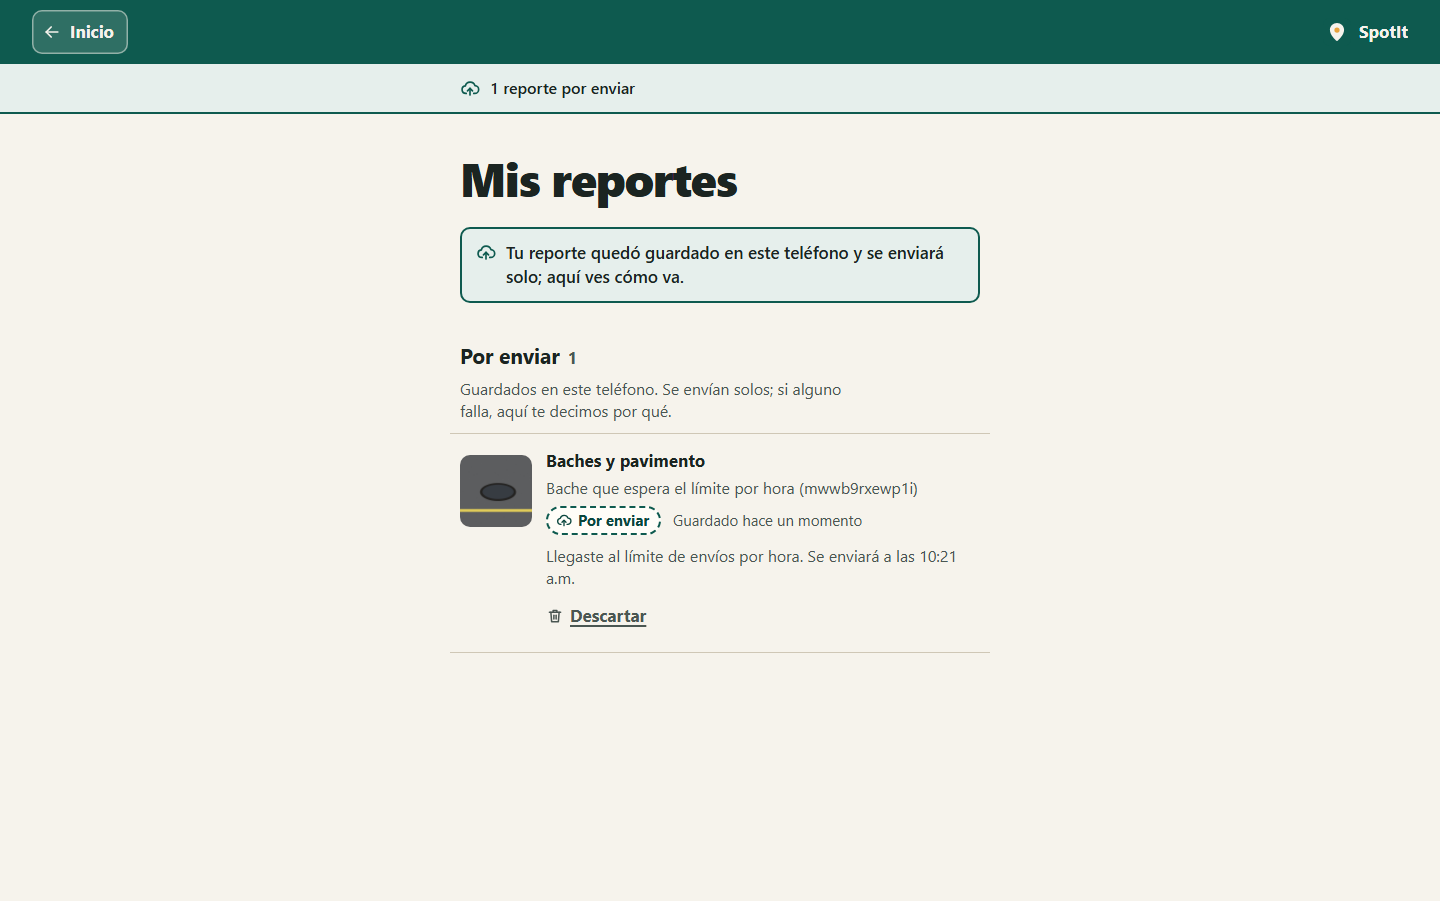 Inicio
SpotIt
1 reporte por enviar
Mis reportes
Tu reporte quedó guardado en este teléfono y se enviará
solo; aquí ves cómo va.
Por enviar 1
Guardados en este teléfono. Se envían solos; si alguno
falla, aquí te decimos por qué.
Baches y pavimento
Bache que espera el límite por hora (mwwb9rxewp1i)
Por enviar Guardado hace un momento
Llegaste al límite de envíos por hora. Se enviará a las 10:21
a.m.
Descartar